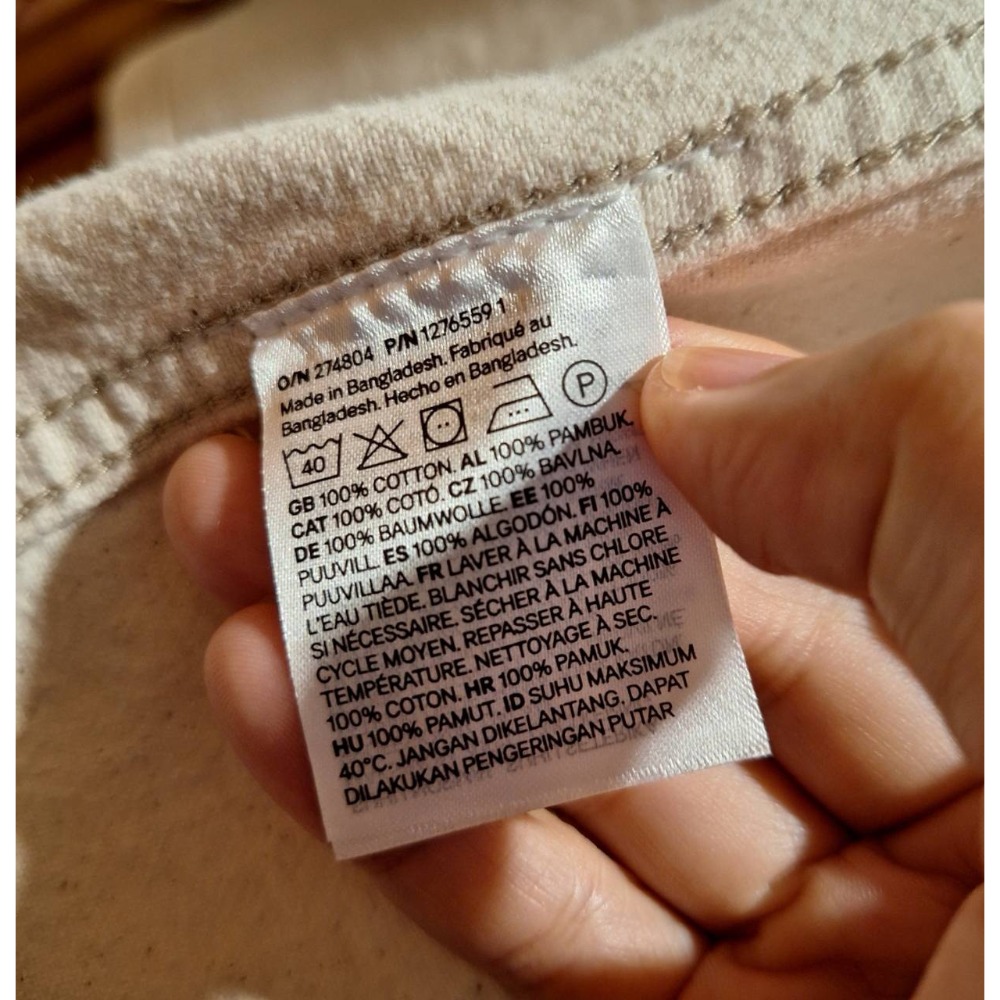 O/N 274804 P/N 1276559 1
Made in Bangladesh. Fabriqué au
Bangladesh. Hecho en Bangladesh.
40 P
GB 100% COTTON. AL 100% PAMBUK.
CAT 100% COTÓ. CZ 100% BAVLNA.
DE 100% BAUMWOLLE. EE 100%
PUUVILL. ES 100% ALGODÓN. FI 100%
PUUVILLAA. FR LAVER À LA MACHINE À
L'EAU TIÈDE. BLANCHIR SANS CHLORE
SI NÉCESSAIRE. SÉCHER À LA MACHINE
CYCLE MOYEN. REPASSER À HAUTE
TEMPÉRATURE. NETTOYAGE À SEC.
100% COTON. HR 100% PAMUK.
HU 100% PAMUT. ID SUHU MAKSIMUM
40°C. JANGAN DIKELANTANG. DAPAT
DILAKUKAN PENGERINGAN PUTAR